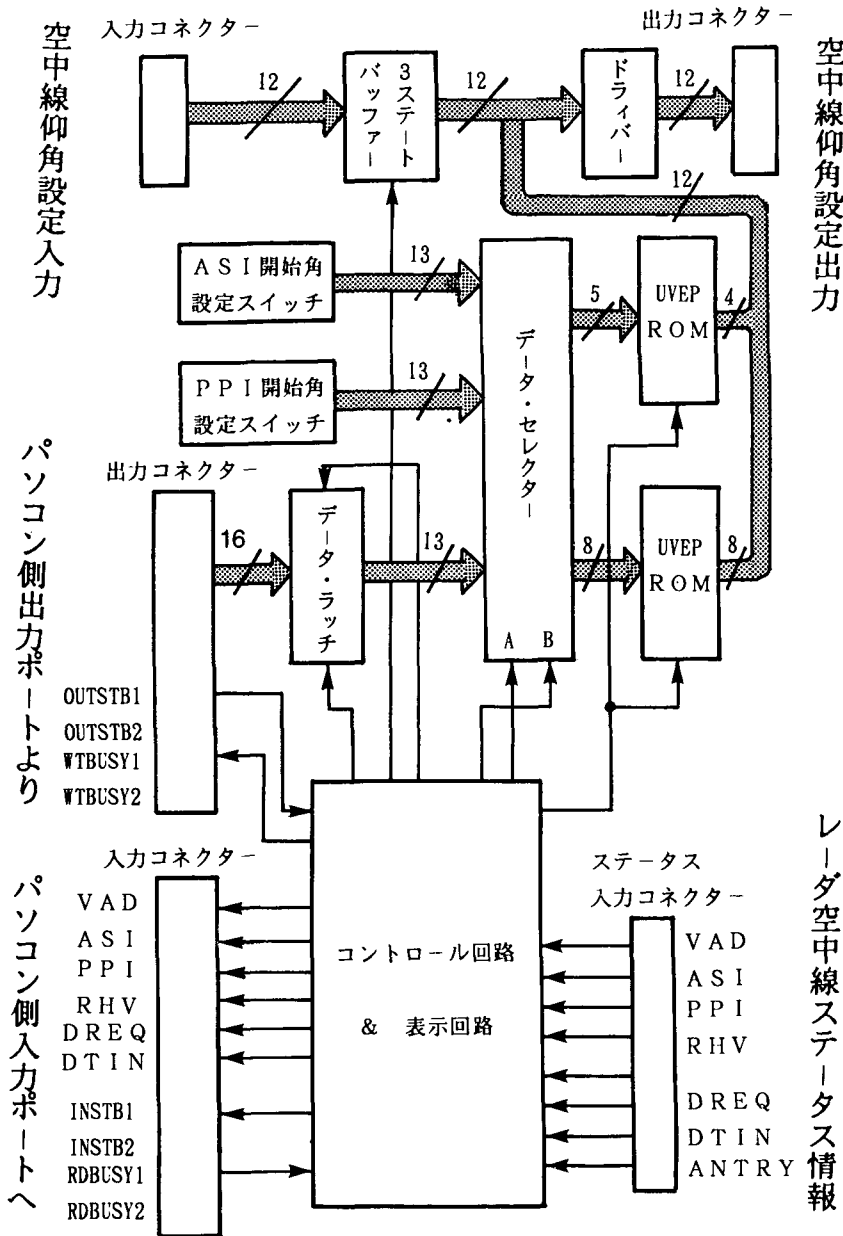 入力コネクター
出力コネクター
空中線仰角設定入力
12
3ステート
バッファー
12
ドライバー
12
空中線仰角設定出力
12
ASI開始角
設定スイッチ
13
PPI開始角
設定スイッチ
13
データ・セレクター
A B
5
UVEP
ROM
4
8
UVEP
ROM
8
パソコン側出力ポートより
出力コネクター
16
データ・ラッチ
13
OUTSTB1
OUTSTB2
WTBUSY1
WTBUSY2
パソコン側入力ポートへ
入力コネクター
VAD
ASI
PPI
RHV
DREQ
DTIN
INSTB1
INSTB2
RDBUSY1
RDBUSY2
コントロール回路
& 表示回路
ステータス
入力コネクター
VAD
ASI
PPI
RHV
DREQ
DTIN
ANTRY
レーダ空中線ステータス情報